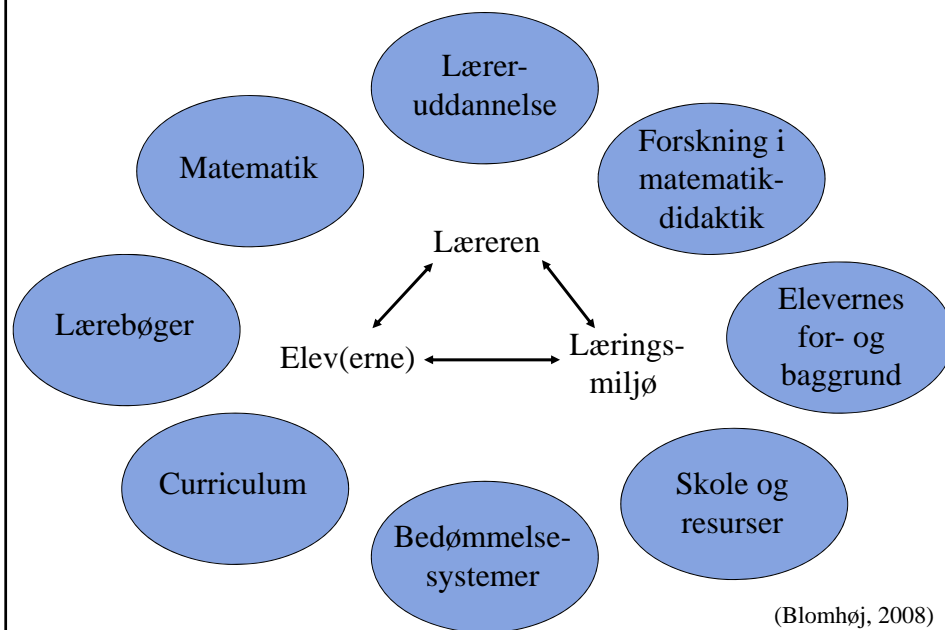 Lærer-
uddannelse
Matematik
Forskning i
matematik-
didaktik
Læreren
Lærebøger
Elev(erne)
Lærings-
miljø
Elevernes
for- og
baggrund
Curriculum
Bedømmelse-
systemer
Skole og
resurser
(Blomhøj, 2008)